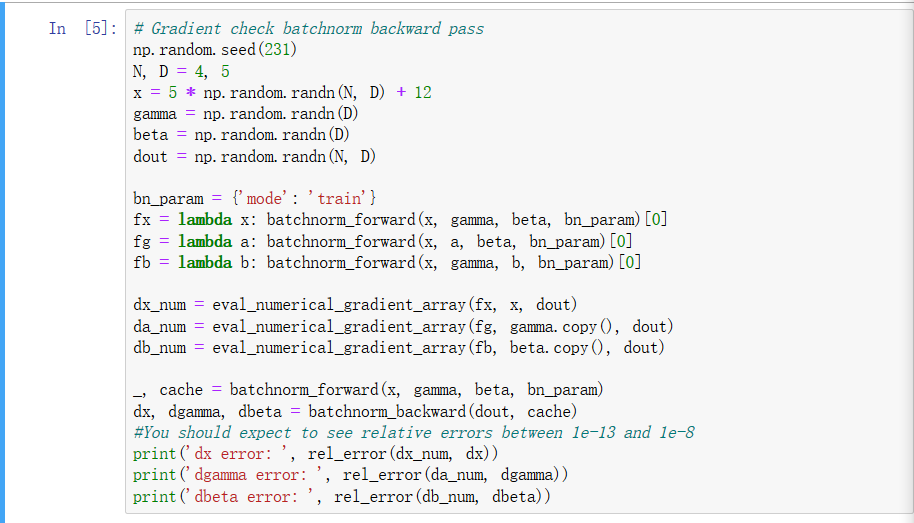 In [5]: # Gradient check batchnorm backward pass
np.random.seed(231)
N, D = 4, 5
x = 5 * np.random.randn(N, D) + 12
gamma = np.random.randn(D)
beta = np.random.randn(D)
dout = np.random.randn(N, D)
bn_param = {'mode': 'train'}
fx = lambda x: batchnorm_forward(x, gamma, beta, bn_param)[0]
fg = lambda a: batchnorm_forward(x, a, beta, bn_param)[0]
fb = lambda b: batchnorm_forward(x, gamma, b, bn_param)[0]
dx_num = eval_numerical_gradient_array(fx, x, dout)
da_num = eval_numerical_gradient_array(fg, gamma.copy(), dout)
db_num = eval_numerical_gradient_array(fb, beta.copy(), dout)
_, cache = batchnorm_forward(x, gamma, beta, bn_param)
dx, dgamma, dbeta = batchnorm_backward(dout, cache)
#You should expect to see relative errors between 1e-13 and 1e-8
print('dx error: ', rel_error(dx_num, dx))
print('dgamma error: ', rel_error(da_num, dgamma))
print('dbeta error: ', rel_error(db_num, dbeta))